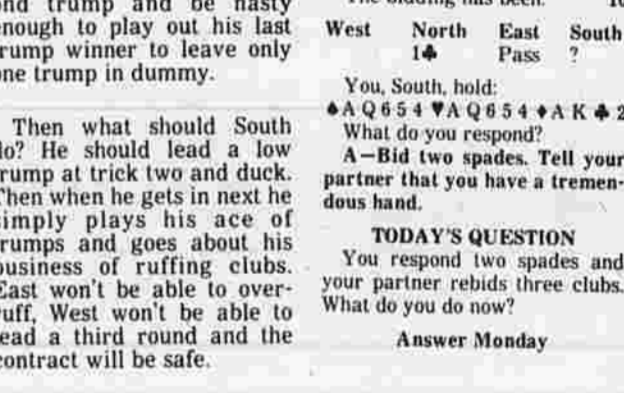 trump and be nasty
enough to play out his last
trump winner to leave only
one trump in dummy.
Then what should South
do? He should lead a low
trump at trick two and duck.
Then when he gets in next he
simply plays his ace of
trumps and goes about his
business of ruffing clubs.
East won't be able to over-
ruff, West won't be able to
lead a third round and the
contract will be safe.
The bidding has been:
West North East South
1♣ Pass ?
You, South, hold:
♠A Q 6 5 4 ♥A Q 6 5 4 ♦A K ♣2
What do you respond?
A—Bid two spades. Tell your
partner that you have a tremen-
dous hand.
TODAY'S QUESTION
You respond two spades and
your partner rebids three clubs.
What do you do now?
Answer Monday